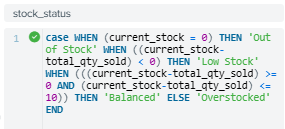 stock_status
1 case WHEN (current_stock = 0) THEN 'Out
of Stock' WHEN ((current_stock-
total_qty_sold) < 0) THEN 'Low Stock'
WHEN (((current_stock-total_qty_sold) >=
0 AND (current_stock-total_qty_sold) <=
10)) THEN 'Balanced' ELSE 'Overstocked'
END